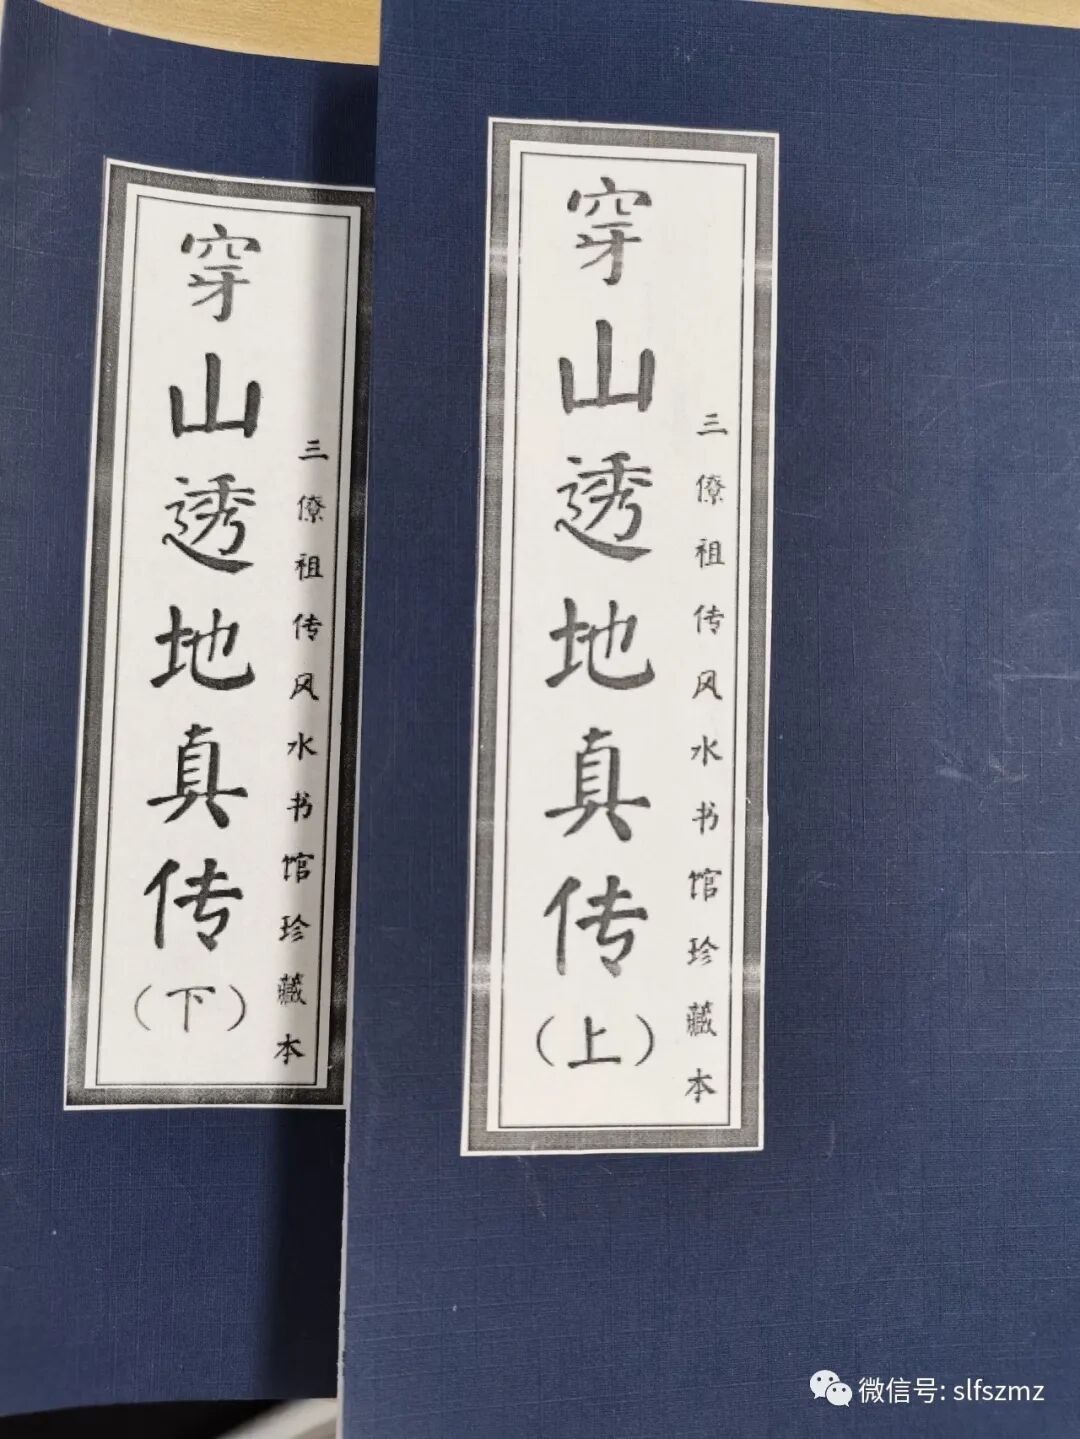 三僚祖传风水书馆珍藏本
穿山透地真传
（上）
三僚祖传风水书馆珍藏本
穿山透地真传
（下）
微信号: slfszmz